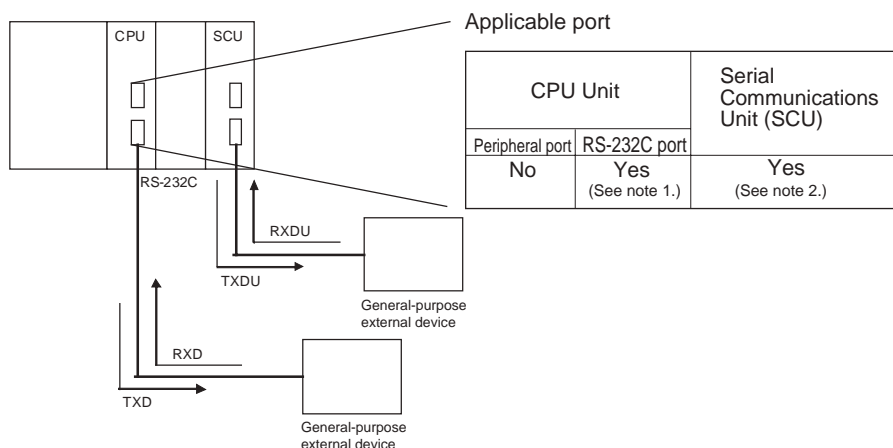 Applicable port
CPU
SCU
CPU Unit
Serial
Communications
Unit (SCU)
Peripheral port
RS-232C port
No
Yes
(See note 1.)
Yes
(See note 2.)
RS-232C
RXDU
TXDU
General-purpose
external device
RXD
TXD
General-purpose
external device